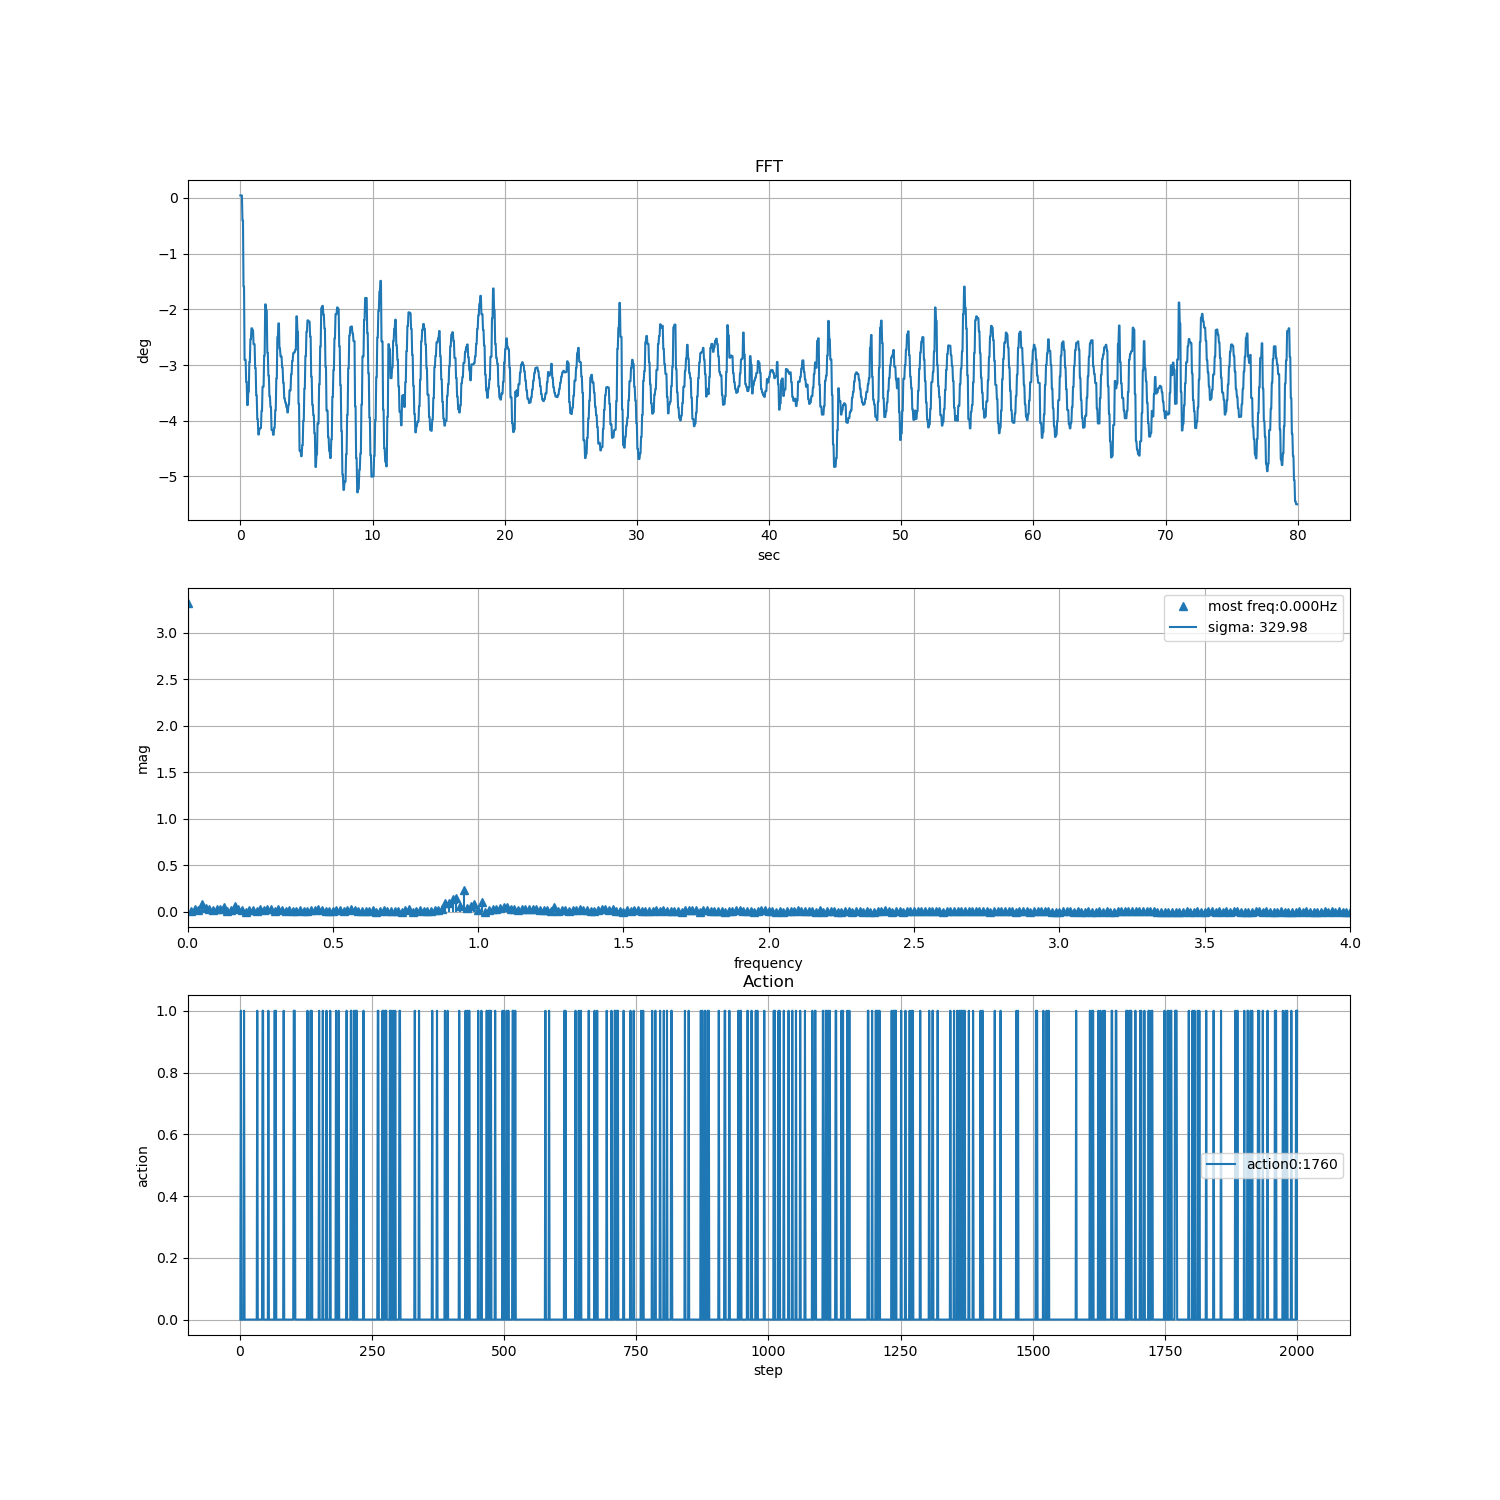 FFT
0
−1
−2
−3
−4
−5
deg
0 10 20 30 40 50 60 70 80
sec
3.0
2.5
2.0
1.5
1.0
0.5
0.0
mag
most freq:0.000Hz
sigma: 329.98
0.0 0.5 1.0 1.5 2.0 2.5 3.0 3.5 4.0
frequency
Action
1.0
0.8
0.6
0.4
0.2
0.0
action
action0:1760
0 250 500 750 1000 1250 1500 1750 2000
step